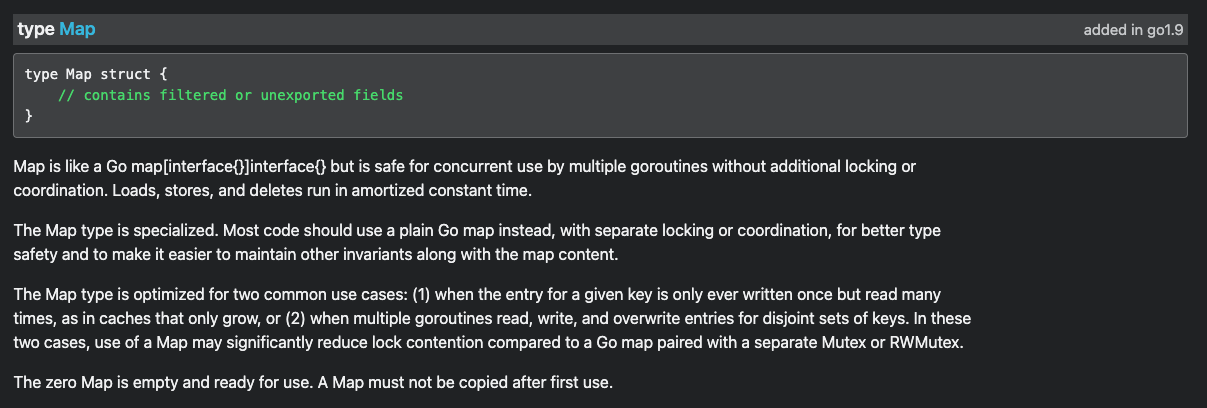 type Map
added in go1.9
type Map struct {
    // contains filtered or unexported fields
}
Map is like a Go map[interface{}]interface{} but is safe for concurrent use by multiple goroutines without additional locking or
coordination. Loads, stores, and deletes run in amortized constant time.
The Map type is specialized. Most code should use a plain Go map instead, with separate locking or coordination, for better type
safety and to make it easier to maintain other invariants along with the map content.
The Map type is optimized for two common use cases: (1) when the entry for a given key is only ever written once but read many
times, as in caches that only grow, or (2) when multiple goroutines read, write, and overwrite entries for disjoint sets of keys. In these
two cases, use of a Map may significantly reduce lock contention compared to a Go map paired with a separate Mutex or RWMutex.
The zero Map is empty and ready for use. A Map must not be copied after first use.